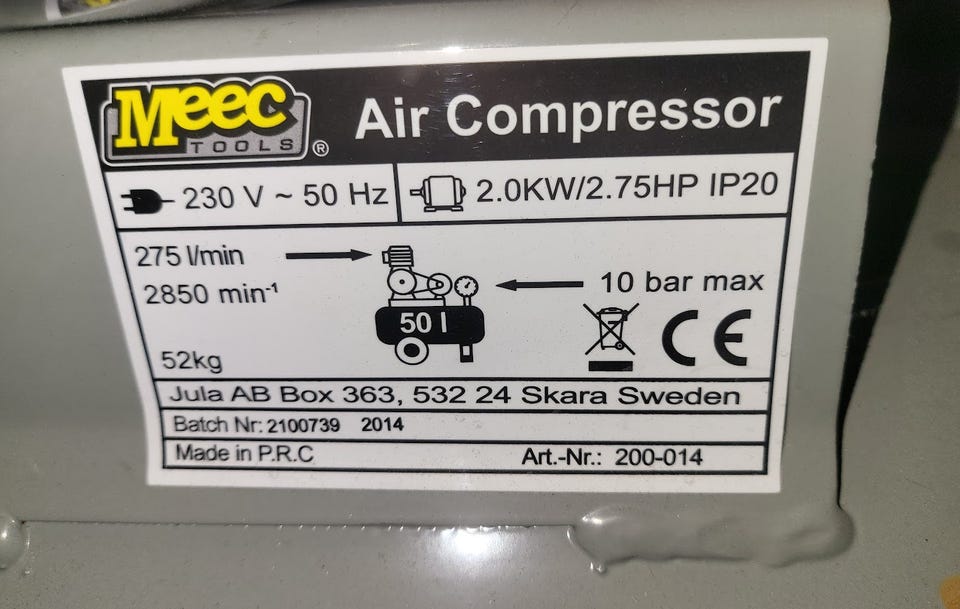 Meec TOOLS ® Air Compressor
230 V ~ 50 Hz 2.0KW/2.75HP IP20
275 l/min
2850 min⁻¹ 10 bar max
50 l
CE
52kg
Jula AB Box 363, 532 24 Skara Sweden
Batch Nr: 2100739 2014
Made in P.R.C Art.-Nr.: 200-014